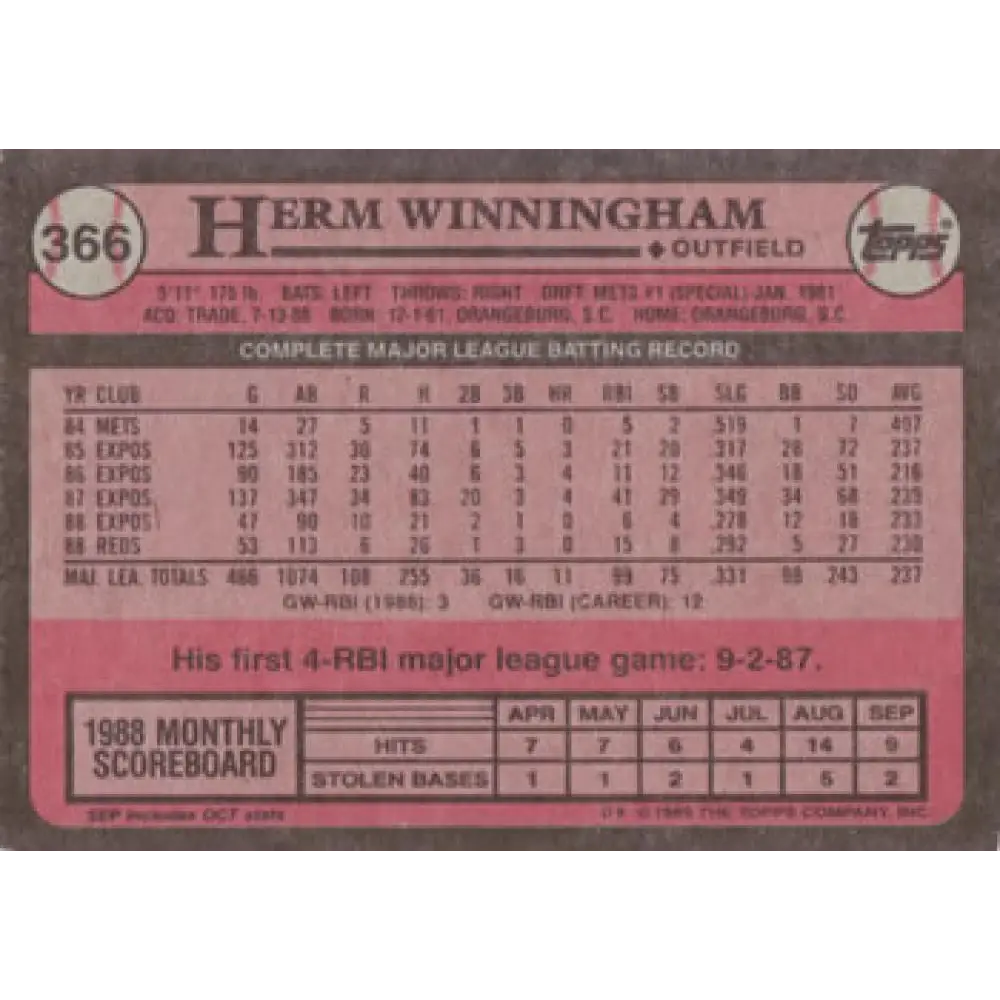 366
HERM WINNINGHAM
OUTFIELD
Topps®
5'11" 175 lb BATS: LEFT THROWS: RIGHT DRFT: METS #1 (SPECIAL)-JAN, 1981
ACQ: TRADE, 7-13-88 BORN: 12-1-61, ORANGEBURG, S.C. HOME: ORANGEBURG, S.C.
COMPLETE MAJOR LEAGUE BATTING RECORD
YR CLUB G AB R H 2B 3B HR RBI SB SLG BB SO AVG
84 METS 14 27 5 11 1 1 0 5 2 .519 1 7 .407
85 EXPOS 125 312 30 74 6 5 3 21 20 .317 28 72 .237
86 EXPOS 90 185 23 40 6 3 4 11 12 .346 18 51 .216
87 EXPOS 137 347 34 83 20 3 4 41 29 .349 34 68 .239
88 EXPOS 47 90 10 21 2 1 0 6 4 .278 12 18 .233
88 REDS 53 113 6 26 1 3 0 15 8 .292 5 27 .230
MAJ. LEA. TOTALS 466 1074 108 255 36 16 11 99 75 .331 98 243 .237
GW-RBI (1988): 3 GW-RBI (CAREER): 12
His first 4-RBI major league game: 9-2-87.
1988 MONTHLY SCOREBOARD
APR MAY JUN JUL AUG SEP
HITS 7 7 6 4 14 9
STOLEN BASES 1 1 2 1 5 2
SEP includes OCT stats
THE TOPPS COMPANY, INC.